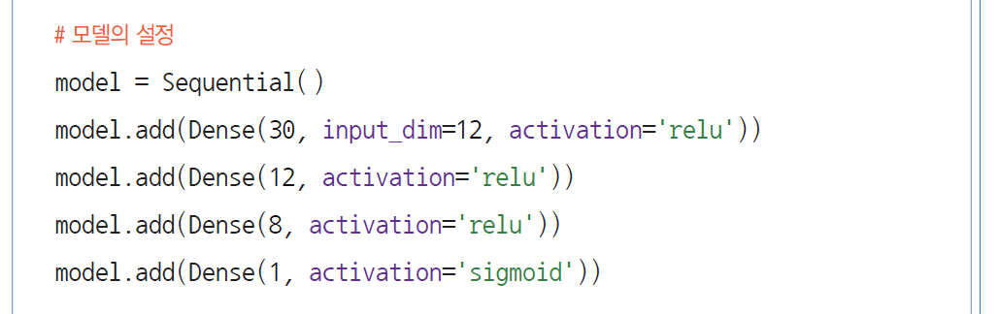 # 모델의 설정
model = Sequential()
model.add(Dense(30, input_dim=12, activation='relu'))
model.add(Dense(12, activation='relu'))
model.add(Dense(8, activation='relu'))
model.add(Dense(1, activation='sigmoid'))